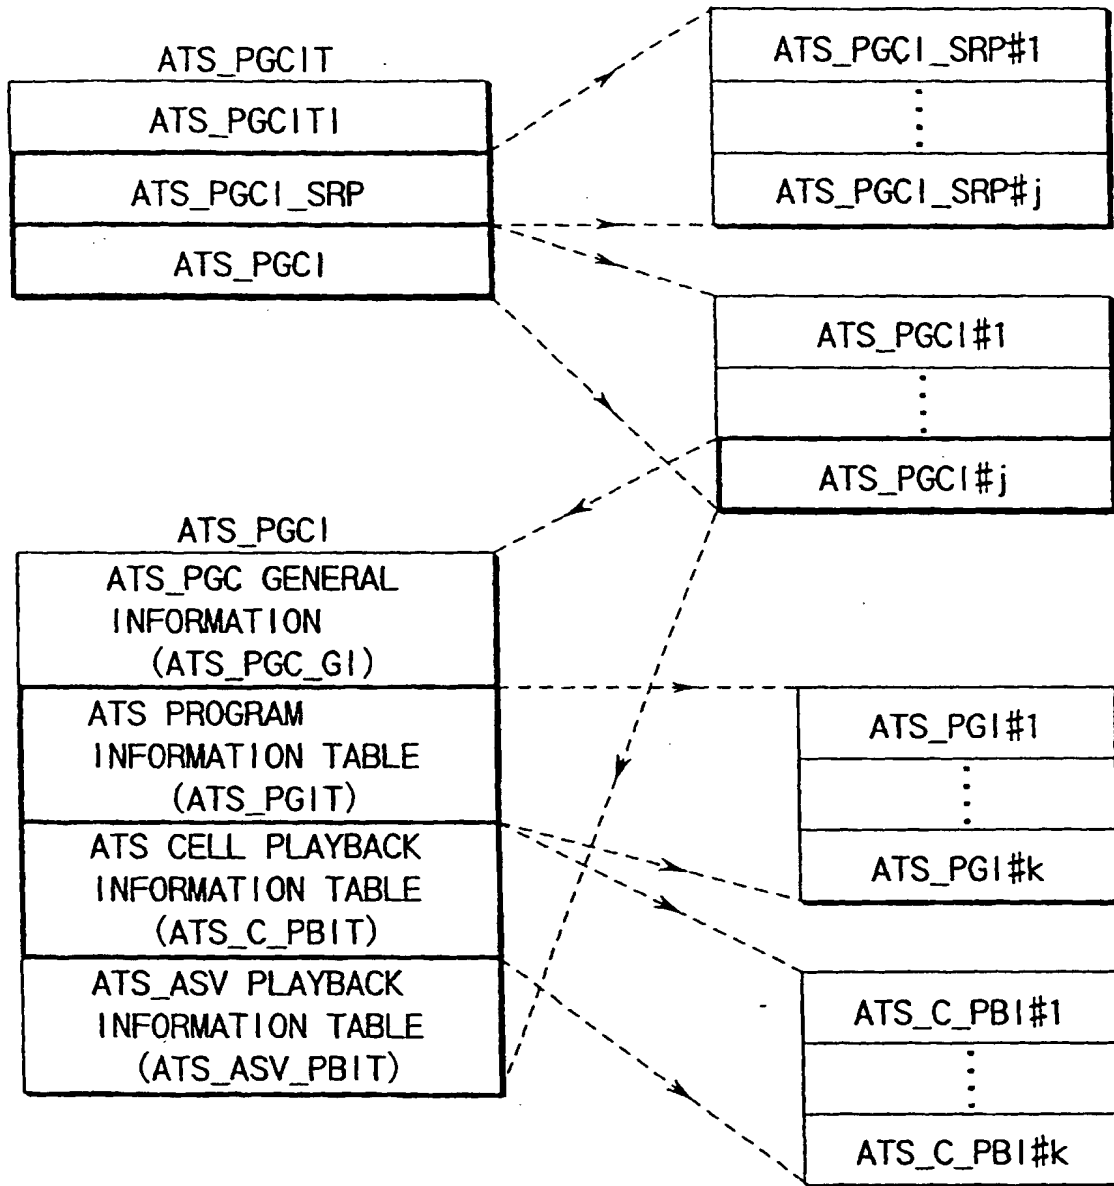 ATS_PGCIT
ATS_PGCITI
ATS_PGCI_SRP
ATS_PGCI
ATS_PGCI_SRP#1
ATS_PGCI_SRP#j
ATS_PGCI#1
ATS_PGCI#j
ATS_PGCI
ATS_PGC GENERAL
INFORMATION
(ATS_PGC_GI)
ATS PROGRAM
INFORMATION TABLE
(ATS_PGIT)
ATS CELL PLAYBACK
INFORMATION TABLE
(ATS_C_PBIT)
ATS_ASV PLAYBACK
INFORMATION TABLE
(ATS_ASV_PBIT)
ATS_PGI#1
ATS_PGI#k
ATS_C_PBI#1
ATS_C_PBI#k